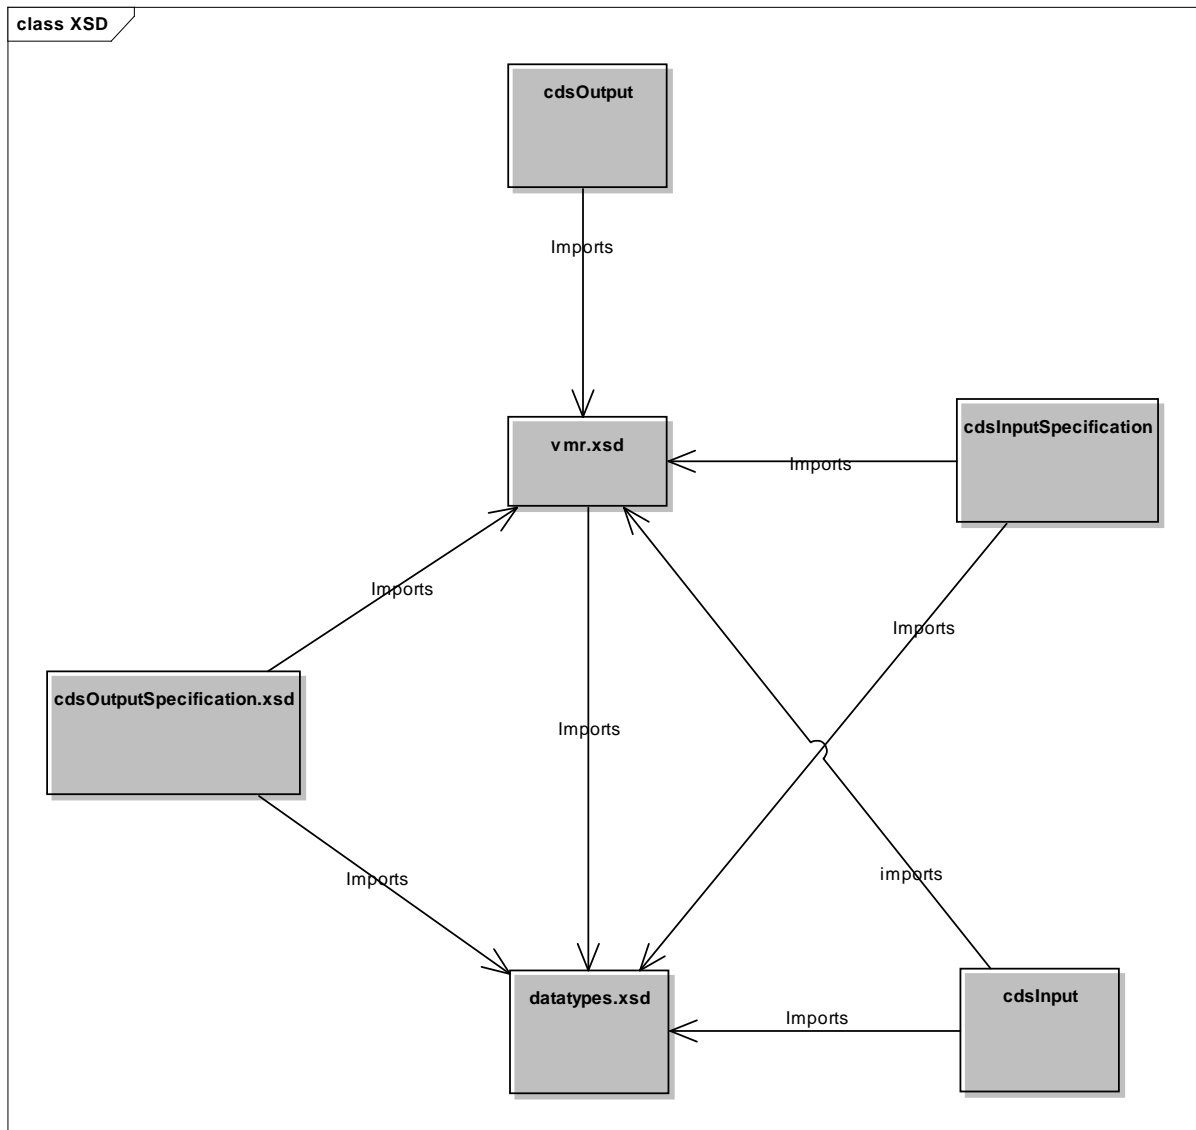 class XSD
cdsOutput
Imports
vmr.xsd
cdsInputSpecification
Imports
Imports
Imports
cdsOutputSpecification.xsd
Imports
imports
Imports
datatypes.xsd
cdsInput
Imports